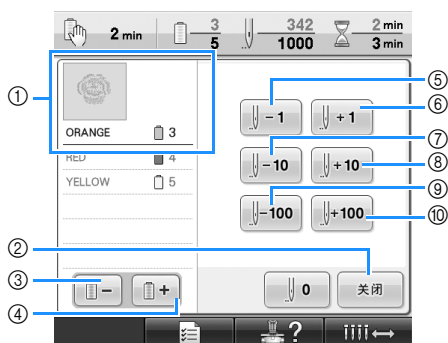 2 min 3 5 342 1000 2 min 3 min
① ORANGE 3
RED 4
YELLOW 5
② ③ ④
⑤ - 1 + 1 ⑥
⑦ - 10 + 10 ⑧
⑨ -100 +100 ⑩
- + 0 关闭
?